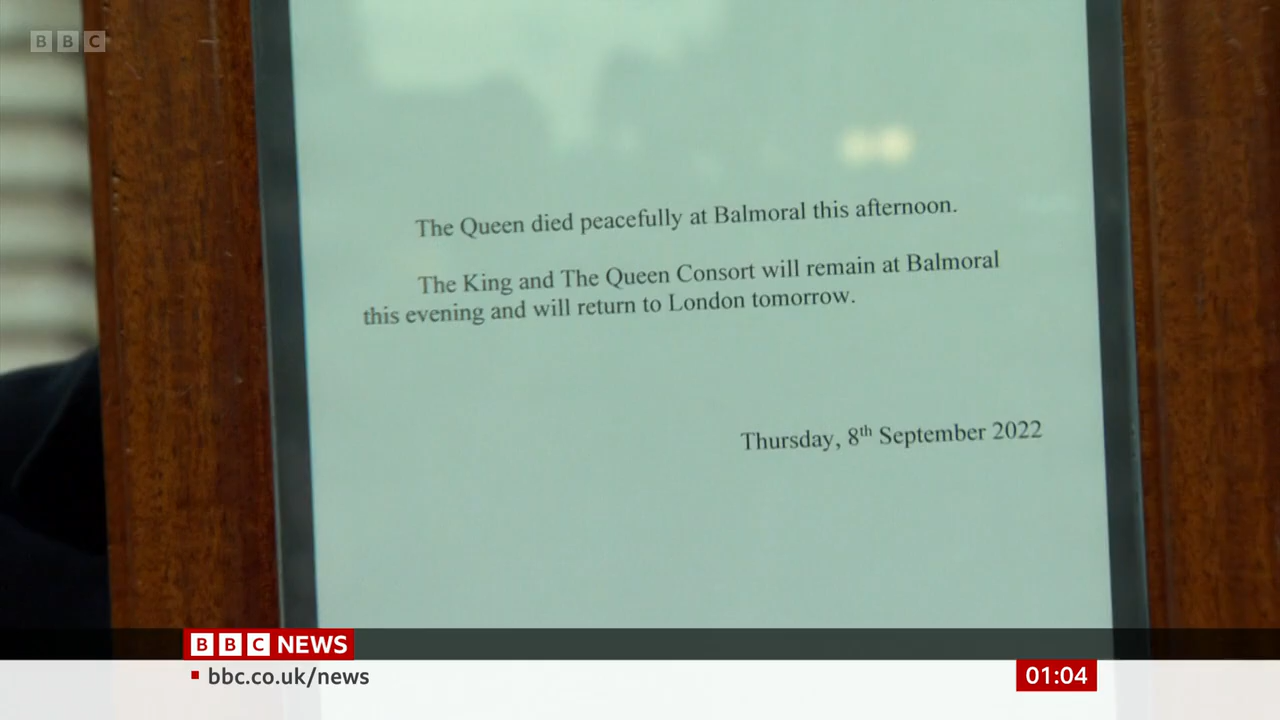 BBC
The Queen died peacefully at Balmoral this afternoon.
The King and The Queen Consort will remain at Balmoral
this evening and will return to London tomorrow.
Thursday, 8th September 2022
BBC NEWS
bbc.co.uk/news
01:04